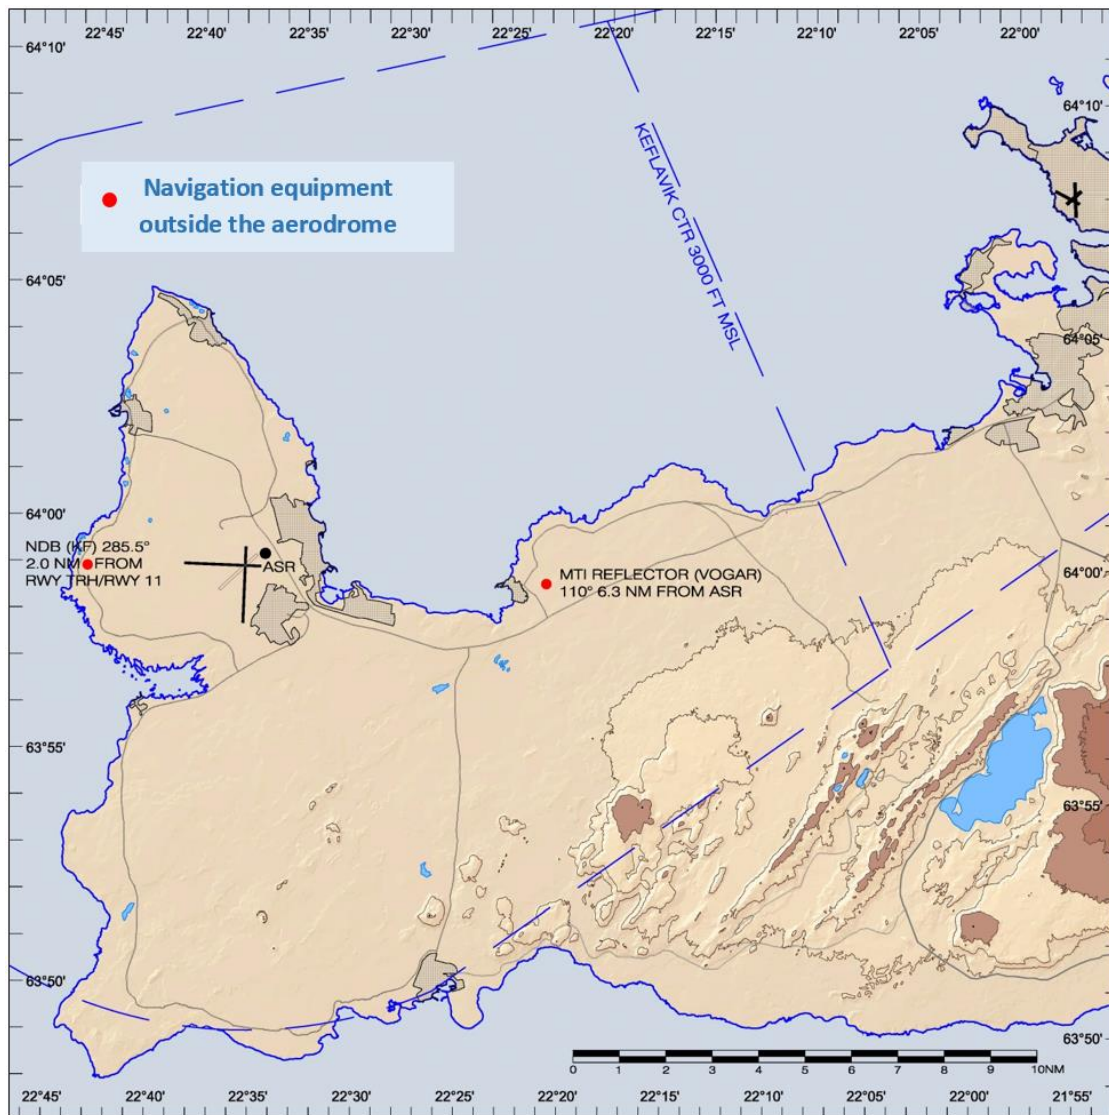 22°45' 22°40' 22°35' 22°30' 22°25' 22°20' 22°15' 22°10' 22°05' 22°00'
64°10'
64°10'
KEFLAVIK CTR 3000 FT MSL
Navigation equipment
outside the aerodrome
64°05'
64°05'
64°00'
NDB (KF) 285.5°
2.0 NM FROM
RWY TRH/RWY 11
ASR
MTI REFLECTOR (VOGAR)
110° 6.3 NM FROM ASR
64°00'
63°55'
63°55'
63°50'
63°50'
0 1 2 3 4 5 6 7 8 9 10NM
22°45' 22°40' 22°35' 22°30' 22°25' 22°20' 22°15' 22°10' 22°05' 22°00' 21°55'